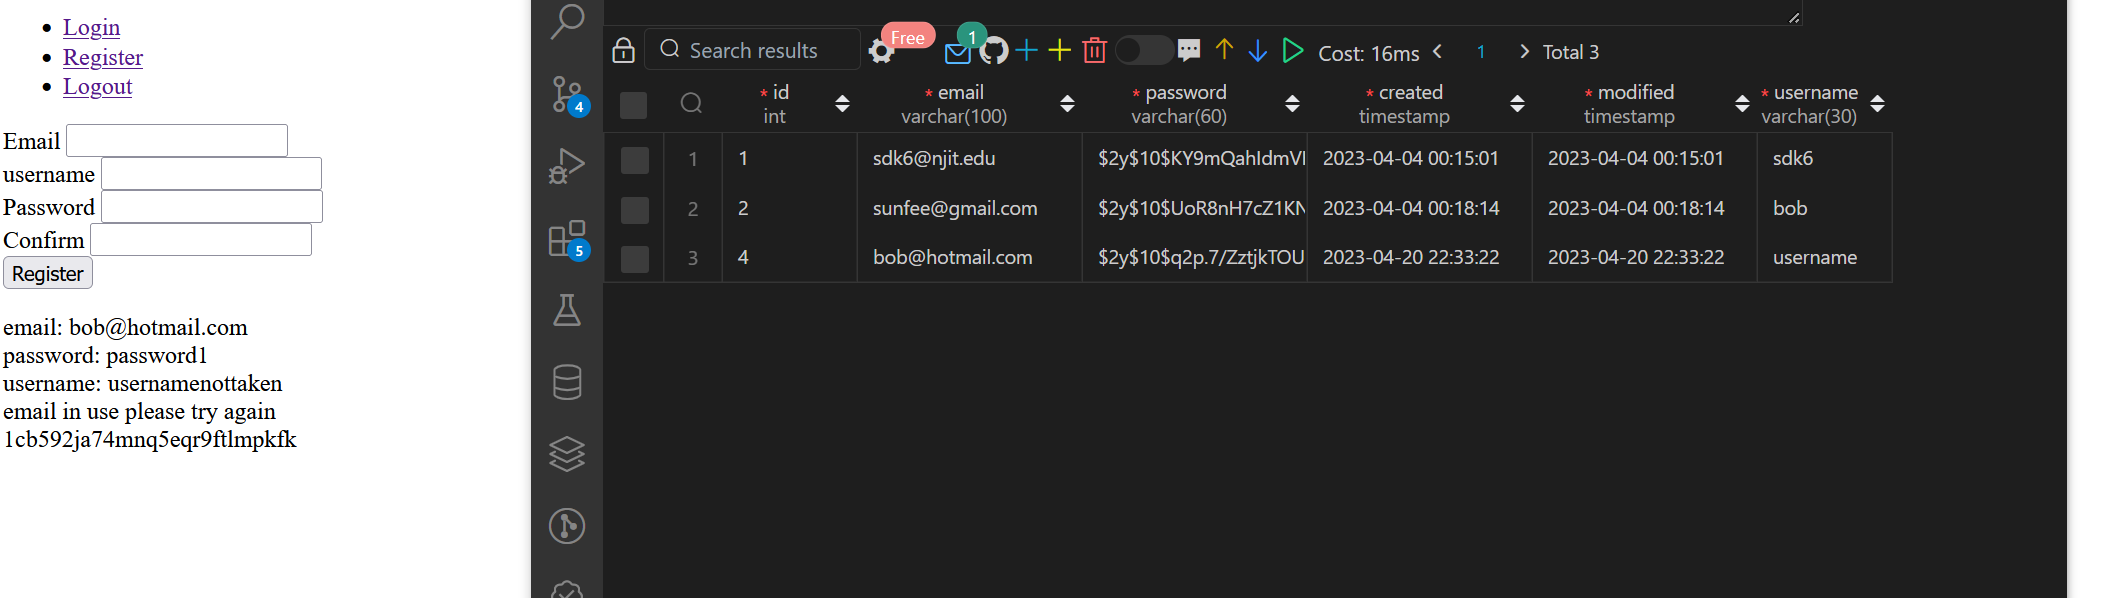 Login
Register
Logout
Email
username
Password
Confirm
Register
email: bob@hotmail.com
password: password1
username: usernamenottaken
email in use please try again
1cb592ja74mnq5eqr9ftlmpkfk
4
5
Search results
Free
1
Cost: 16ms
1
Total 3
* id
int
* email
varchar(100)
* password
varchar(60)
* created
timestamp
* modified
timestamp
* username
varchar(30)
1 1 sdk6@njit.edu $2y$10$KY9mQahIdmVI 2023-04-04 00:15:01 2023-04-04 00:15:01 sdk6
2 2 sunfee@gmail.com $2y$10$UoR8nH7cZ1KN 2023-04-04 00:18:14 2023-04-04 00:18:14 bob
3 4 bob@hotmail.com $2y$10$q2p.7/ZztjkTOU 2023-04-20 22:33:22 2023-04-20 22:33:22 username